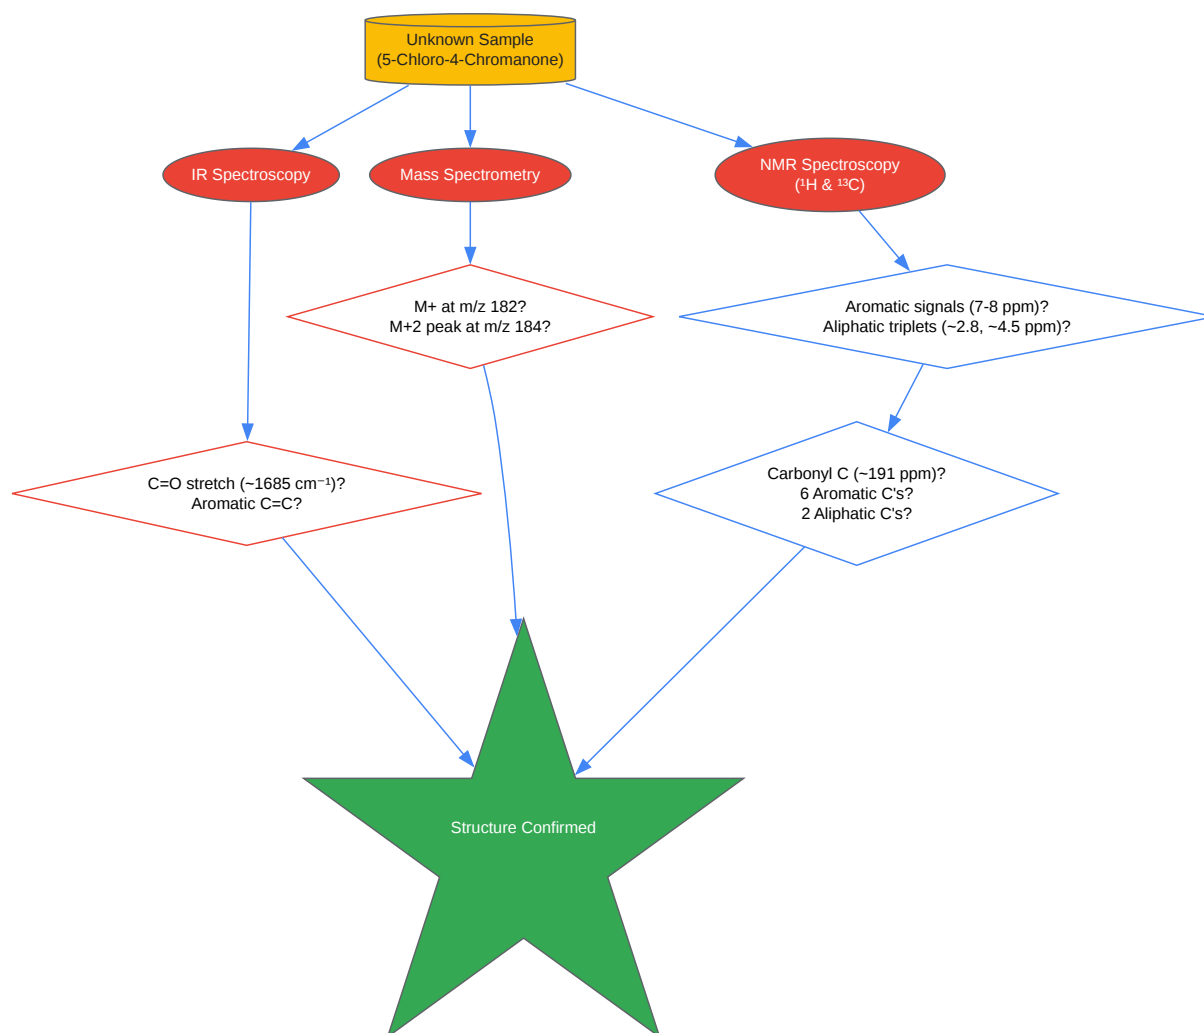 Unknown Sample
(5-Chloro-4-Chromanone)
IR Spectroscopy
Mass Spectrometry
NMR Spectroscopy
(¹H & ¹³C)
M+ at m/z 182?
M+2 peak at m/z 184?
Aromatic signals (7-8 ppm)?
Aliphatic triplets (~2.8, ~4.5 ppm)?
C=O stretch (~1685 cm⁻¹)?
Aromatic C=C?
Carbonyl C (~191 ppm)?
6 Aromatic C's?
2 Aliphatic C's?
Structure Confirmed